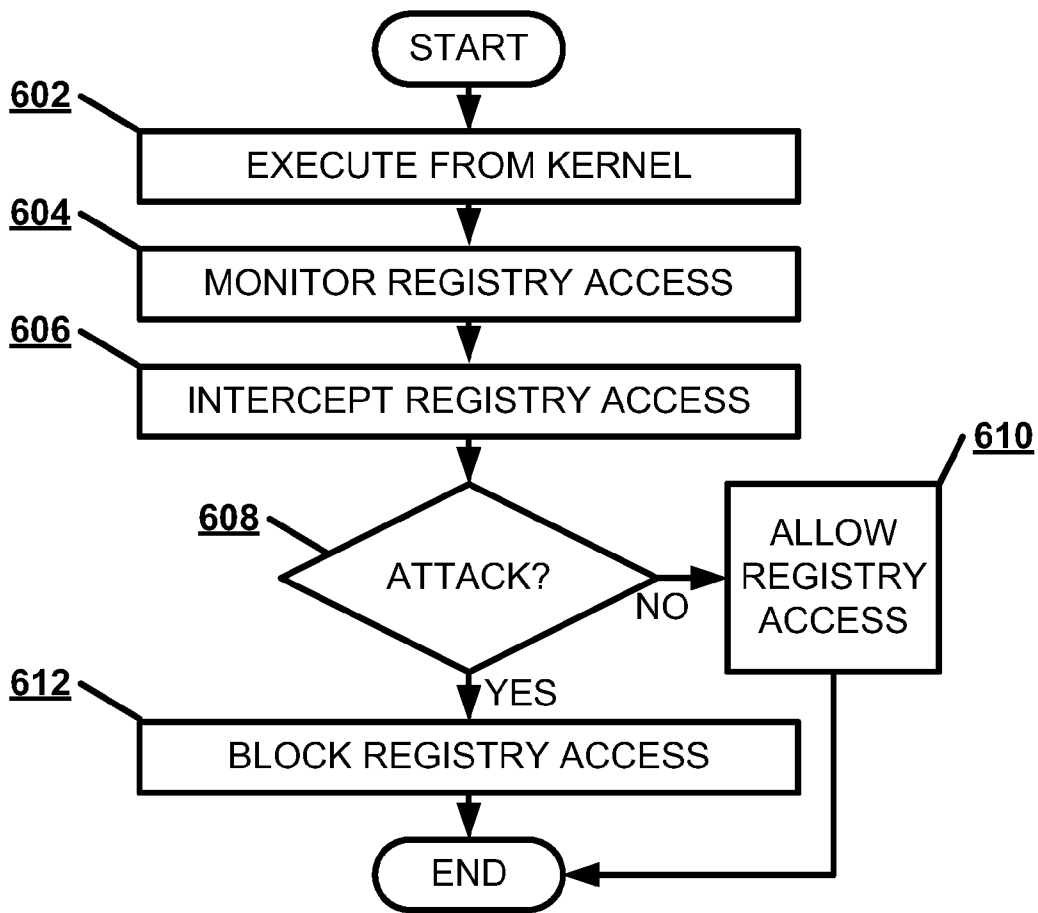 START
602
EXECUTE FROM KERNEL
604
MONITOR REGISTRY ACCESS
606
INTERCEPT REGISTRY ACCESS
610
608
ATTACK?
NO
ALLOW
REGISTRY
ACCESS
612
YES
BLOCK REGISTRY ACCESS
END